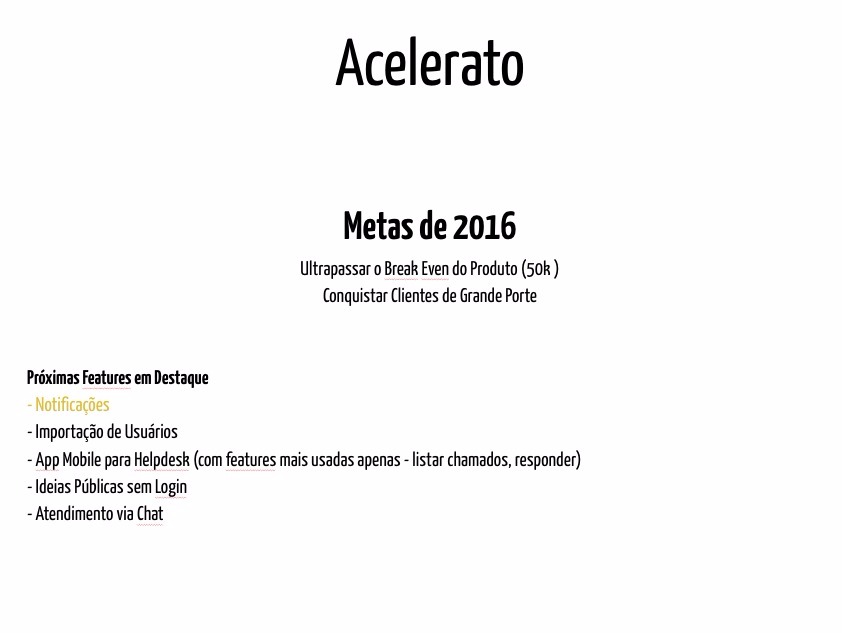 Acelerato
Metas de 2016
Ultrapassar o Break Even do Produto (50k )
Conquistar Clientes de Grande Porte
Próximas Features em Destaque
- Notificações
- Importação de Usuários
- App Mobile para Helpdesk (com features mais usadas apenas - listar chamados, responder)
- Ideias Públicas sem Login
- Atendimento via Chat